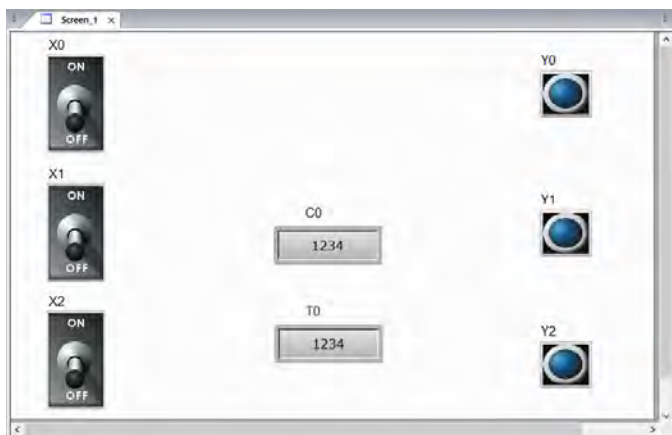 Screen_1
X0
ON
OFF
Y0
X1
ON
OFF
C0
1234
Y1
X2
ON
OFF
T0
1234
Y2